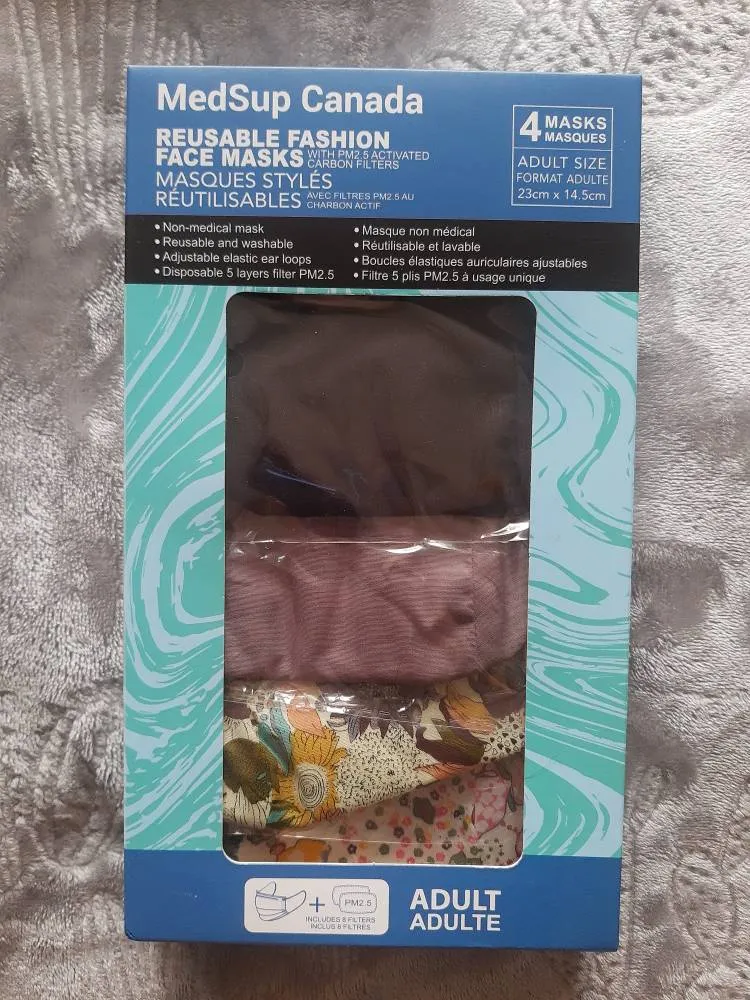 MedSup Canada
REUSABLE FASHION
FACE MASKS WITH PM2.5 ACTIVATED
CARBON FILTERS
MASQUES STYLÉS
RÉUTILISABLES AVEC FILTRES PM2.5 AU
CHARBON ACTIF
4 MASKS
MASQUES
ADULT SIZE
FORMAT ADULTE
23cm x 14.5cm
• Non-medical mask
• Reusable and washable
• Adjustable elastic ear loops
• Disposable 5 layers filter PM2.5
• Masque non médical
• Réutilisable et lavable
• Boucles élastiques auriculaires ajustables
• Filtre 5 plis PM2.5 à usage unique
+ PM2.5
INCLUDES 8 FILTERS
INCLUS 8 FILTRES
ADULT
ADULTE